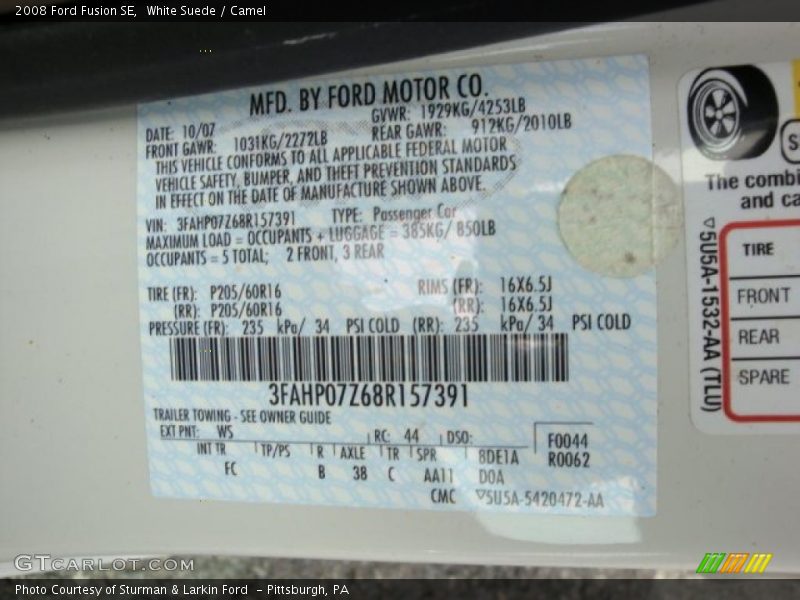 2008 Ford Fusion SE,  White Suede / Camel
MFD. BY FORD MOTOR CO.
DATE: 10/07 GVWR: 1929KG/4253LB
FRONT GAWR: 1031KG/2272LB REAR GAWR: 912KG/2010LB
THIS VEHICLE CONFORMS TO ALL APPLICABLE FEDERAL MOTOR
VEHICLE SAFETY, BUMPER, AND THEFT PREVENTION STANDARDS
IN EFFECT ON THE DATE OF MANUFACTURE SHOWN ABOVE.
VIN: 3FAHP07Z68R157391 TYPE: Passenger Car
MAXIMUM LOAD = OCCUPANTS + LUGGAGE = 385KG/ 850LB
OCCUPANTS = 5 TOTAL; 2 FRONT, 3 REAR
TIRE (FR): P205/60R16 RIMS (FR): 16X6.5J
(RR): P205/60R16 (RR): 16X6.5J
PRESSURE (FR): 235 kPa/ 34 PSI COLD (RR): 235 kPa/ 34 PSI COLD
3FAHP07Z68R157391
TRAILER TOWING - SEE OWNER GUIDE
EXT PNT: WS RC: 44 DSO: F0044
INT TR TP/PS R AXLE TR SPR 8DE1A R0062
FC B 38 C AA11 DOA
CMC ▽5U5A-5420472-AA
S
The combi
and ca
▽5U5A-1532-AA (TLU)
TIRE
FRONT
REAR
SPARE
GTCARLOT.COM
Photo Courtesy of Sturman & Larkin Ford  - Pittsburgh, PA